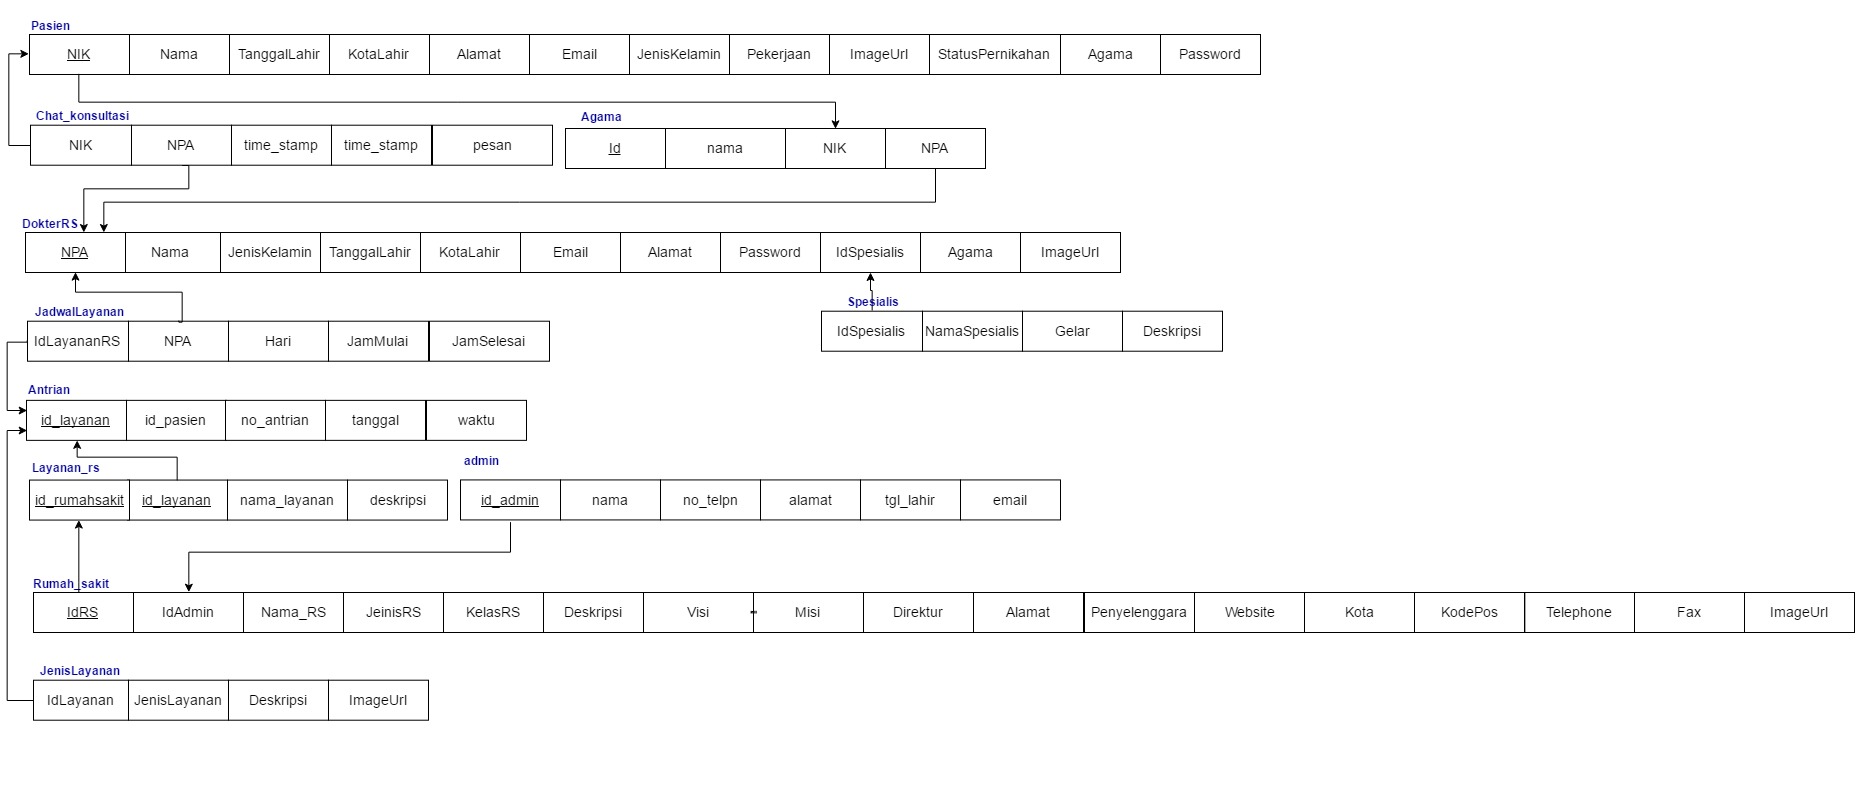 Pasien
NIK Nama TanggalLahir KotaLahir Alamat Email JenisKelamin Pekerjaan ImageUrl StatusPernikahan Agama Password
Chat_konsultasi
NIK NPA time_stamp time_stamp pesan
Agama
Id nama NIK NPA
DokterRS
NPA Nama JenisKelamin TanggalLahir KotaLahir Email Alamat Password IdSpesialis Agama ImageUrl
JadwalLayanan
IdLayananRS NPA Hari JamMulai JamSelesai
Spesialis
IdSpesialis NamaSpesialis Gelar Deskripsi
Antrian
id_layanan id_pasien no_antrian tanggal waktu
Layanan_rs
id_rumahsakit id_layanan nama_layanan deskripsi
admin
id_admin nama no_telpn alamat tgl_lahir email
Rumah_sakit
IdRS IdAdmin Nama_RS JeinisRS KelasRS Deskripsi Visi Misi Direktur Alamat Penyelenggara Website Kota KodePos Telephone Fax ImageUrl
JenisLayanan
IdLayanan JenisLayanan Deskripsi ImageUrl